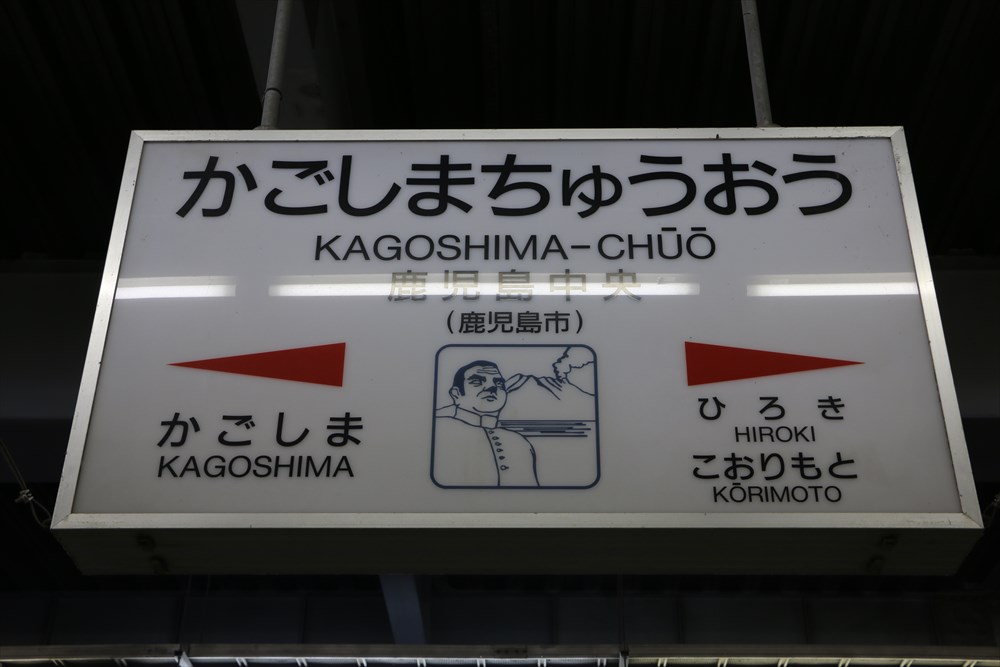 かごしまちゅうおう
KAGOSHIMA-CHŪŌ
鹿児島中央
(鹿児島市)
かごしま
KAGOSHIMA
ひろき
HIROKI
こおりもと
KŌRIMOTO